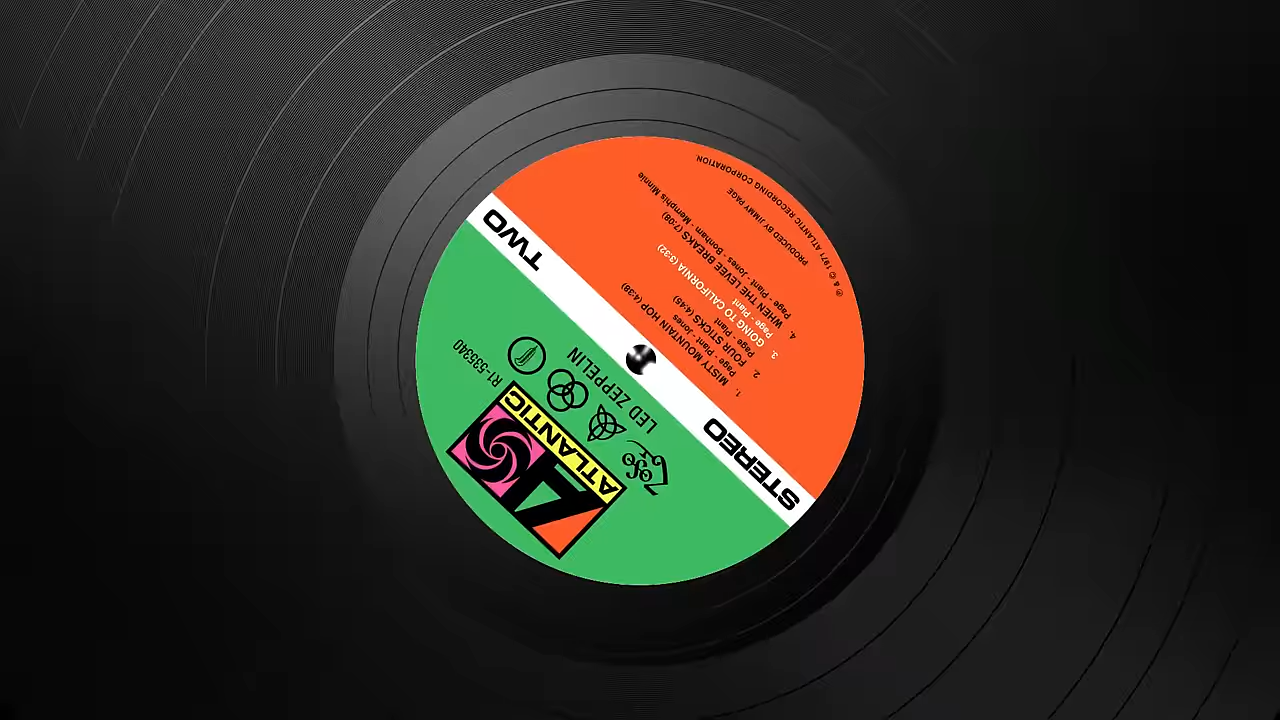 ATLANTIC
R1-535340
LED ZEPPELIN
TWO
STEREO
1. MISTY MOUNTAIN HOP (4:38)
Page - Plant - Jones
2. FOUR STICKS (4:45)
Page - Plant
3. GOING TO CALIFORNIA (3:32)
Page - Plant
4. WHEN THE LEVEE BREAKS (7:08)
Page - Plant - Jones - Bonham - Memphis Minnie
PRODUCED BY JIMMY PAGE
℗ & © 1971 ATLANTIC RECORDING CORPORATION